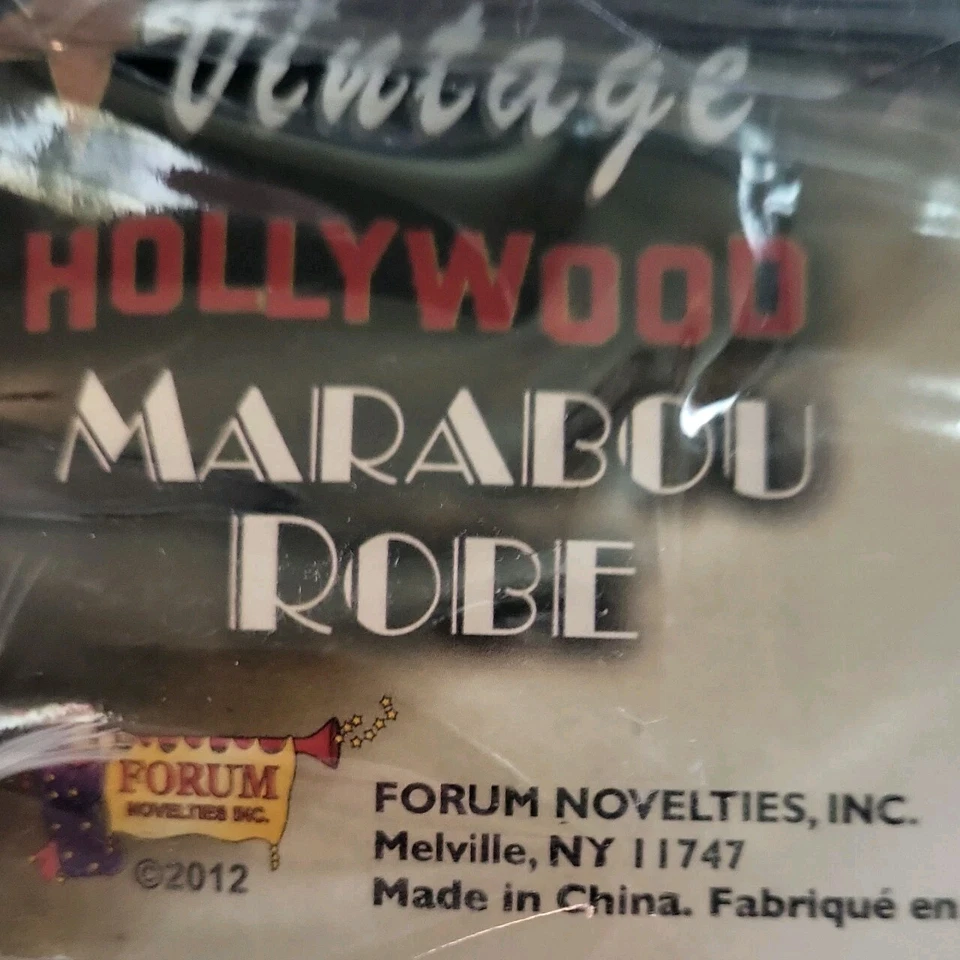 Vintage
HOLLYWOOD
MARABOU
ROBE
FORUM
NOVELTIES INC.
©2012
FORUM NOVELTIES, INC.
Melville, NY 11747
Made in China. Fabriqué en